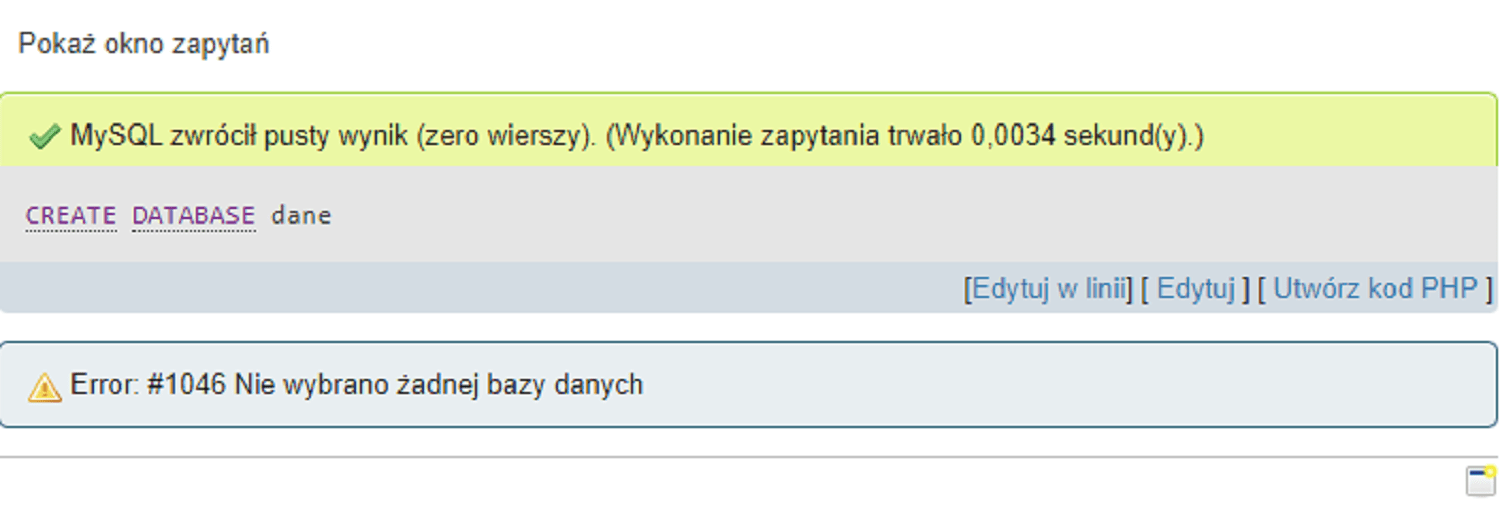 Pokaż okno zapytań
MySQL zwrócił pusty wynik (zero wierszy). (Wykonanie zapytania trwało 0,0034 sekund(y).)
CREATE DATABASE dane
[Edytuj w linii] [ Edytuj ] [ Utwórz kod PHP ]
Error: #1046 Nie wybrano żadnej bazy danych